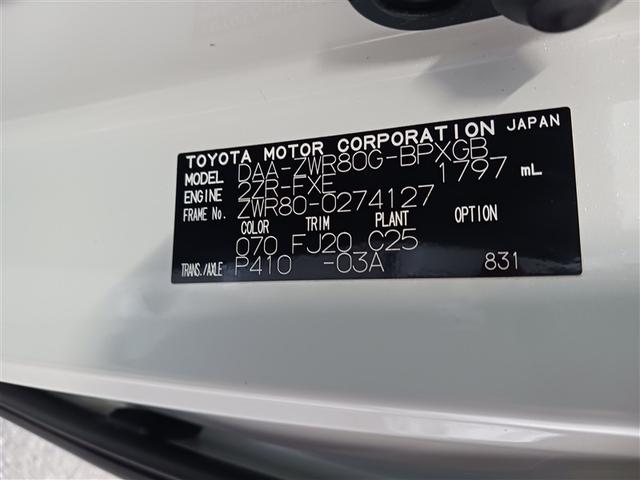 TOYOTA MOTOR CORPORATION JAPAN
MODEL DAA-ZWR80G-BPXGB
ENGINE 2ZR-FXE 1797 mL
FRAME No. ZWR80-0274127
COLOR TRIM PLANT OPTION
070 FJ20 C25
TRANS./AXLE P410 -03A 831